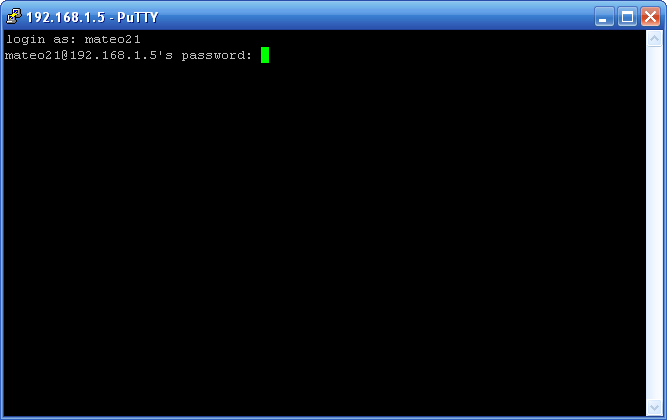 192.168.1.5 - PuTTY
login as: mateo21
mateo21@192.168.1.5's password: